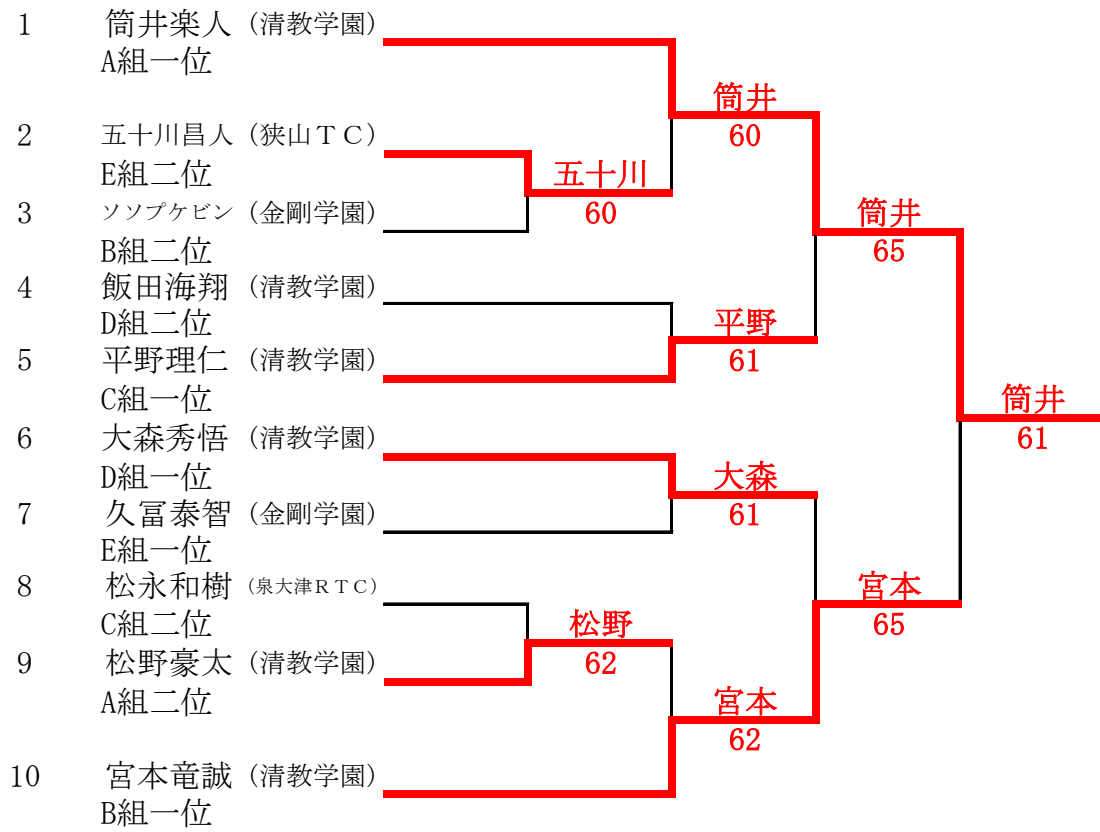 1 筒井楽人 (清教学園)
A組一位
筒井
60
2 五十川昌人 (狭山ＴＣ)
E組二位
五十川
60
3 ソソプケビン (金剛学園)
B組二位
筒井
65
4 飯田海翔 (清教学園)
D組二位
平野
61
5 平野理仁 (清教学園)
C組一位
筒井
61
6 大森秀悟 (清教学園)
D組一位
大森
61
7 久冨泰智 (金剛学園)
E組一位
8 松永和樹 (泉大津ＲＴＣ)
C組二位
宮本
65
松野
62
9 松野豪太 (清教学園)
A組二位
宮本
62
10 宮本竜誠 (清教学園)
B組一位